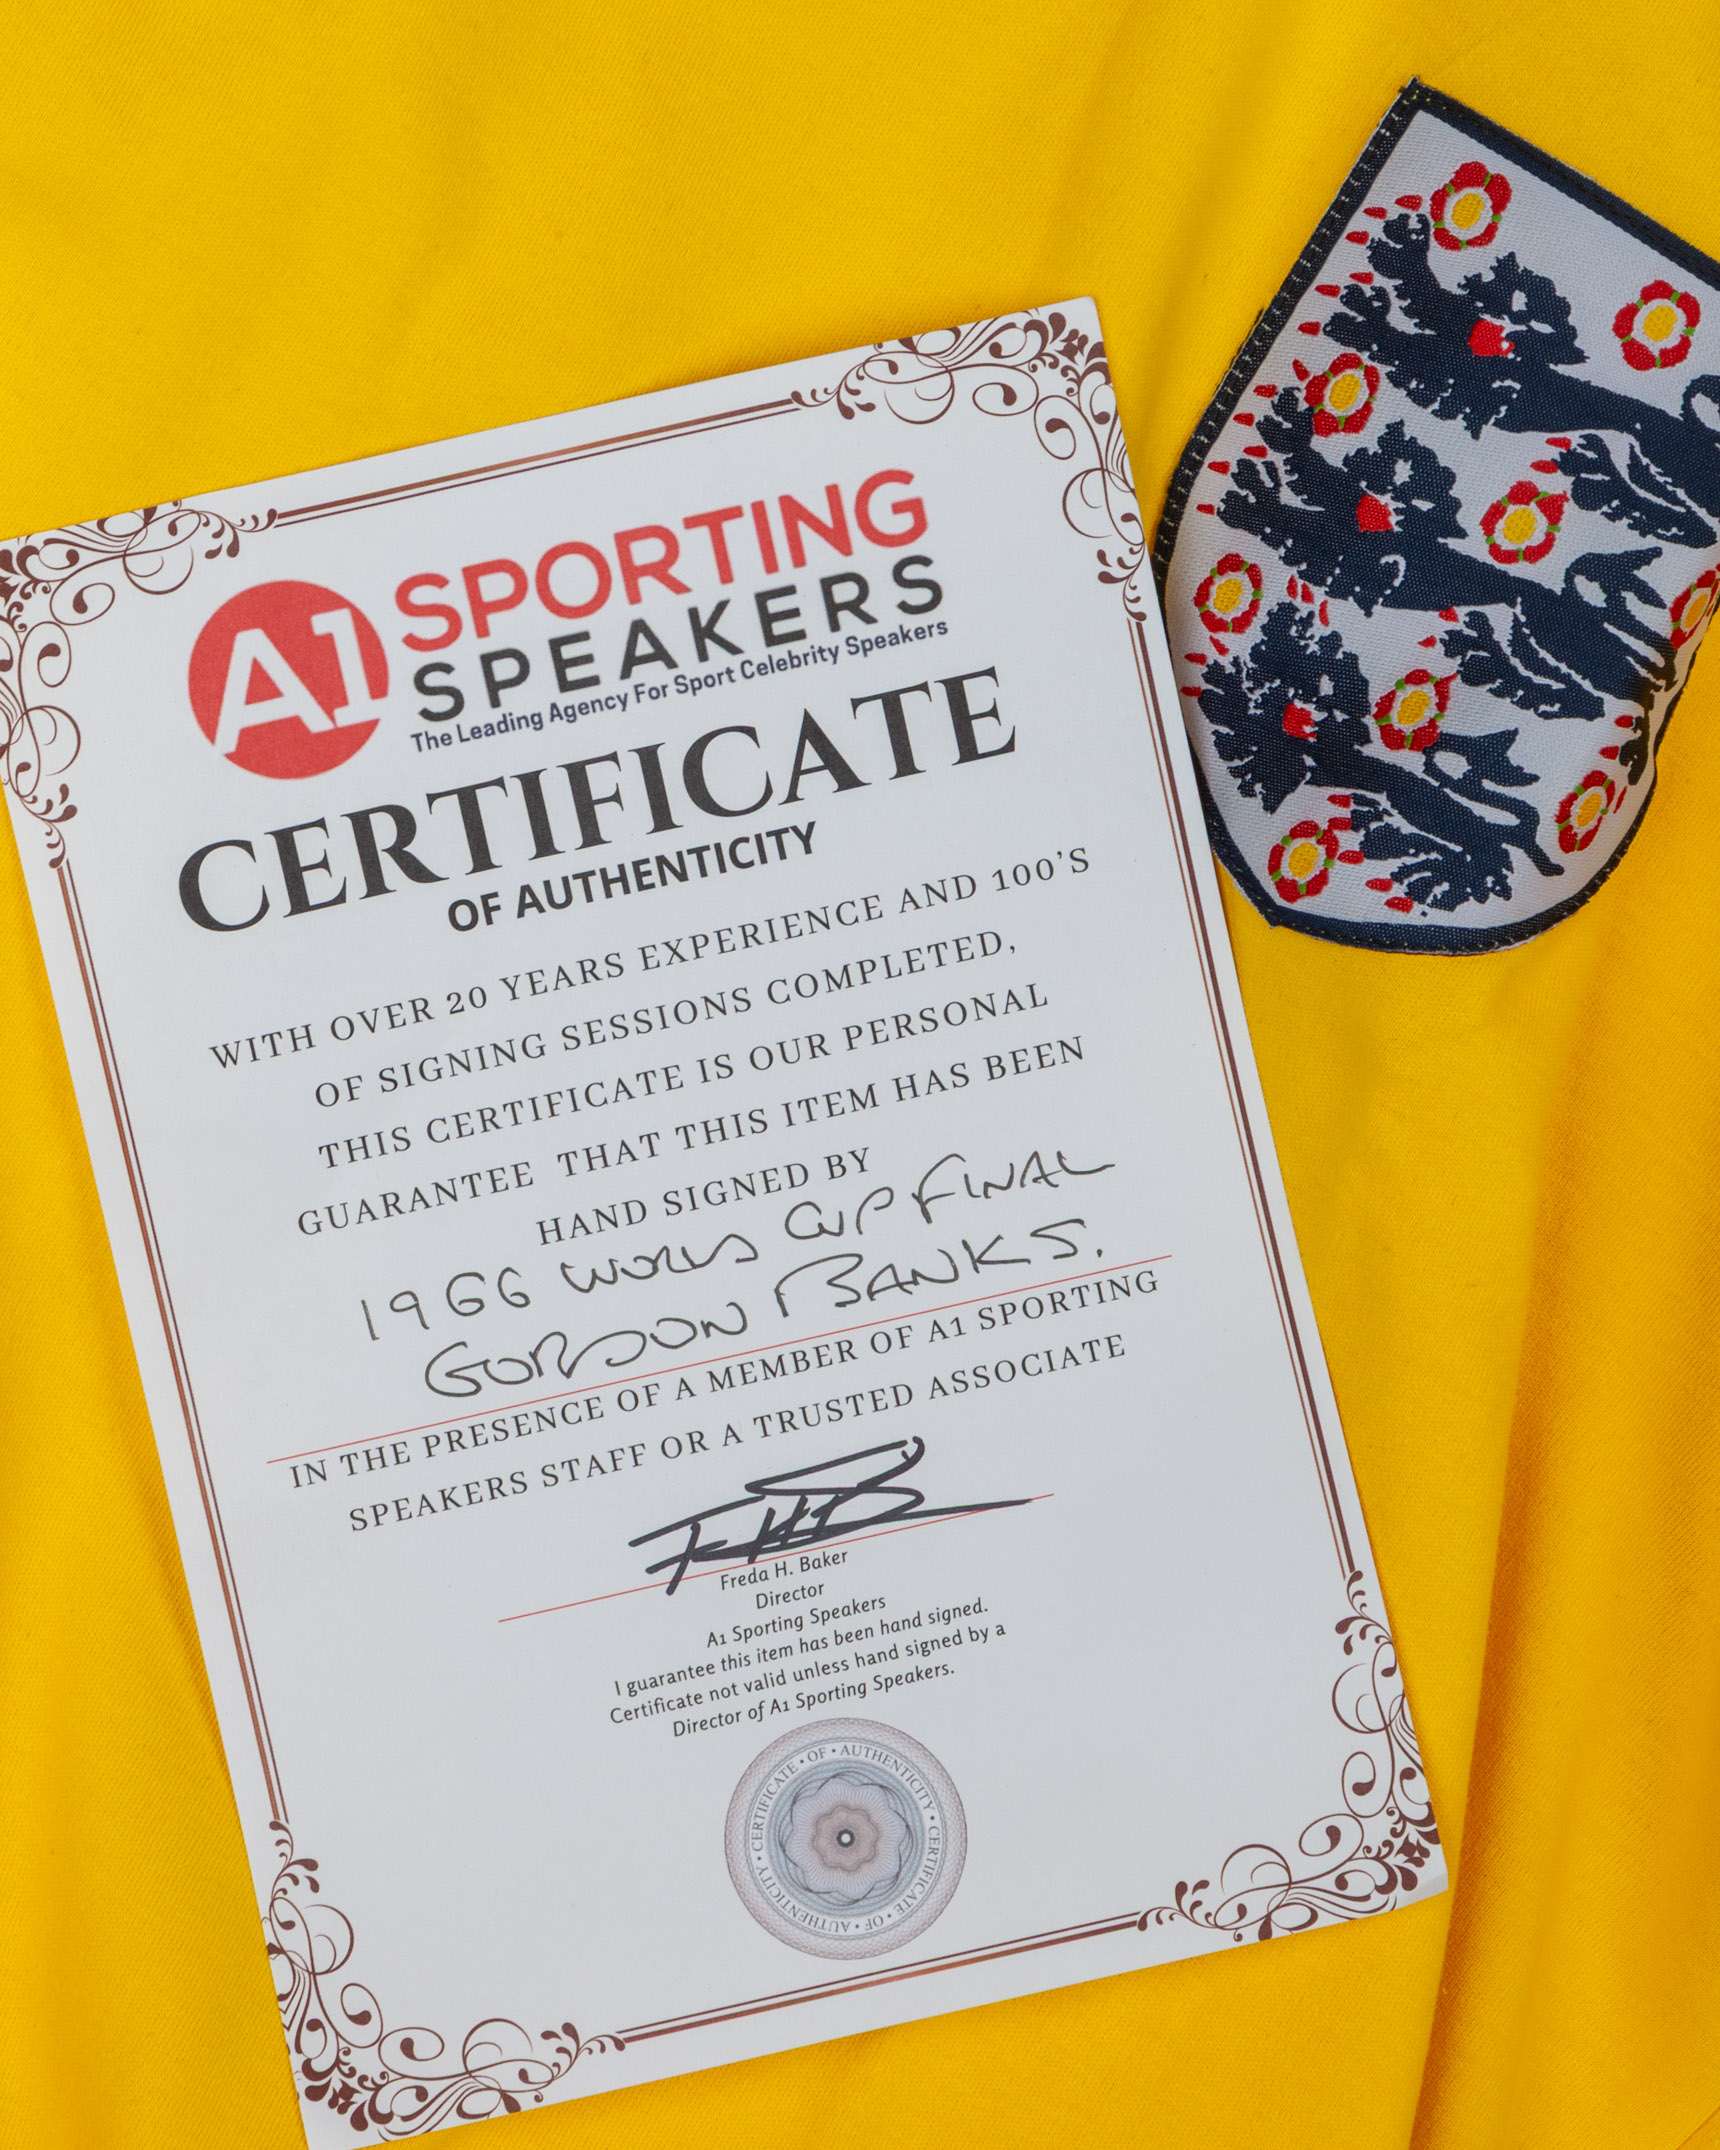 A1 SPORTING
SPEAKERS
The Leading Agency For Sport Celebrity Speakers
CERTIFICATE
OF AUTHENTICITY
WITH OVER 20 YEARS EXPERIENCE AND 100'S
OF SIGNING SESSIONS COMPLETED,
THIS CERTIFICATE IS OUR PERSONAL
GUARANTEE THAT THIS ITEM HAS BEEN
HAND SIGNED BY
1966 WORLD CUP FINAL
GORDON BANKS.
IN THE PRESENCE OF A MEMBER OF A1 SPORTING
SPEAKERS STAFF OR A TRUSTED ASSOCIATE
Freda H. Baker
Director
A1 Sporting Speakers
I guarantee this item has been hand signed.
Certificate not valid unless hand signed by a
Director of A1 Sporting Speakers.
CERTIFICATE • OF • AUTHENTICITY • CERTIFICATE • OF • AUTHENTICITY •